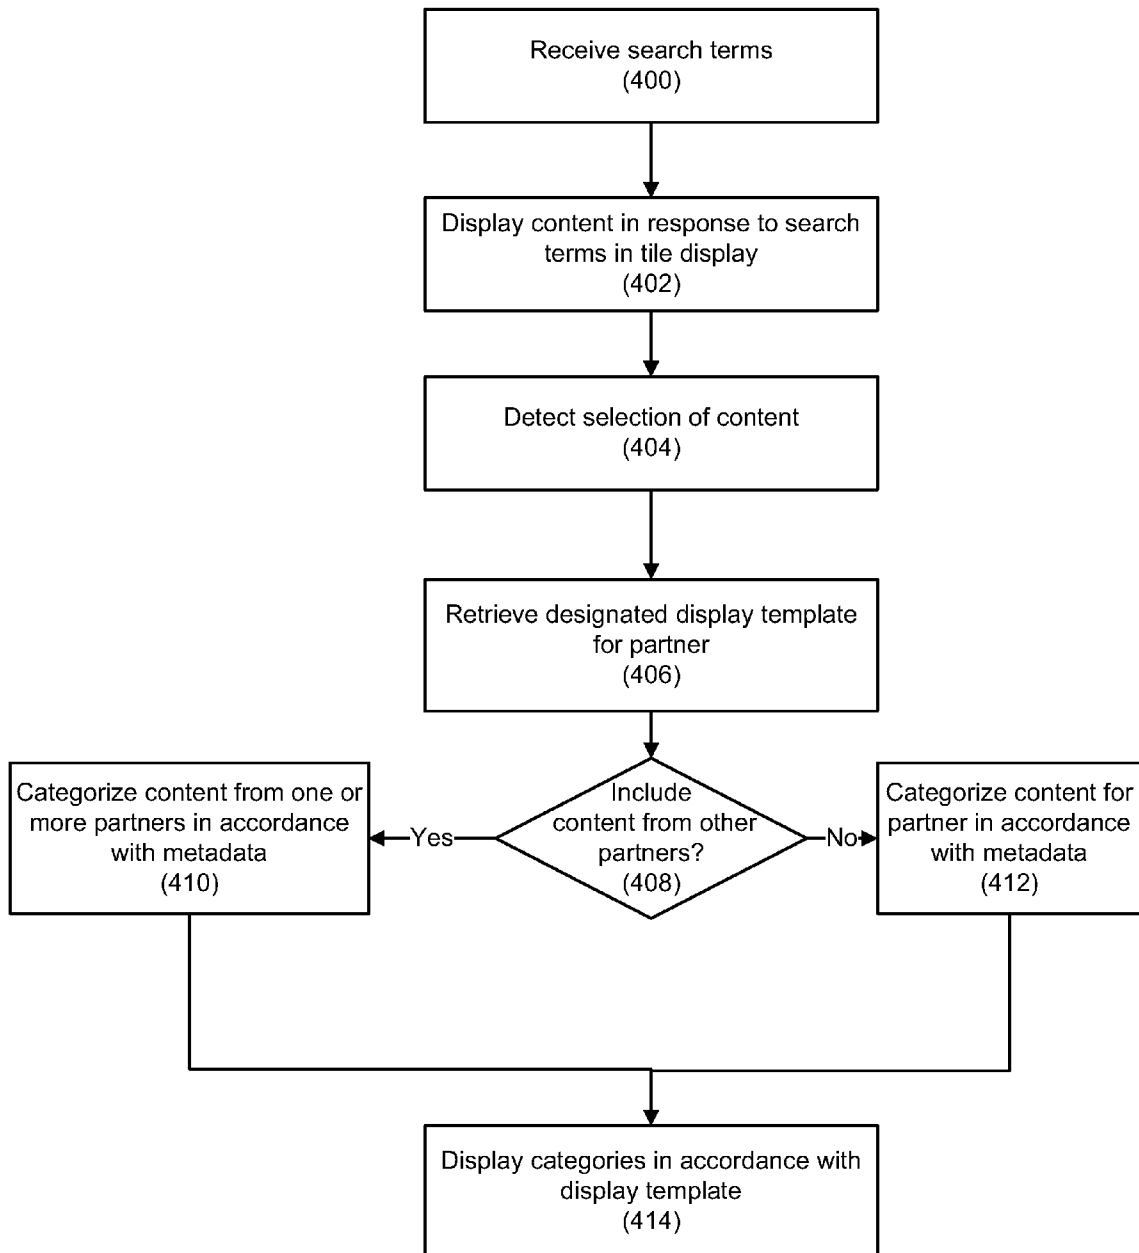 Receive search terms
(400)
Display content in response to search
terms in tile display
(402)
Detect selection of content
(404)
Retrieve designated display template
for partner
(406)
Include
content from other
partners?
(408)
Yes
No
Categorize content from one or
more partners in accordance
with metadata
(410)
Categorize content for
partner in accordance
with metadata
(412)
Display categories in accordance with
display template
(414)